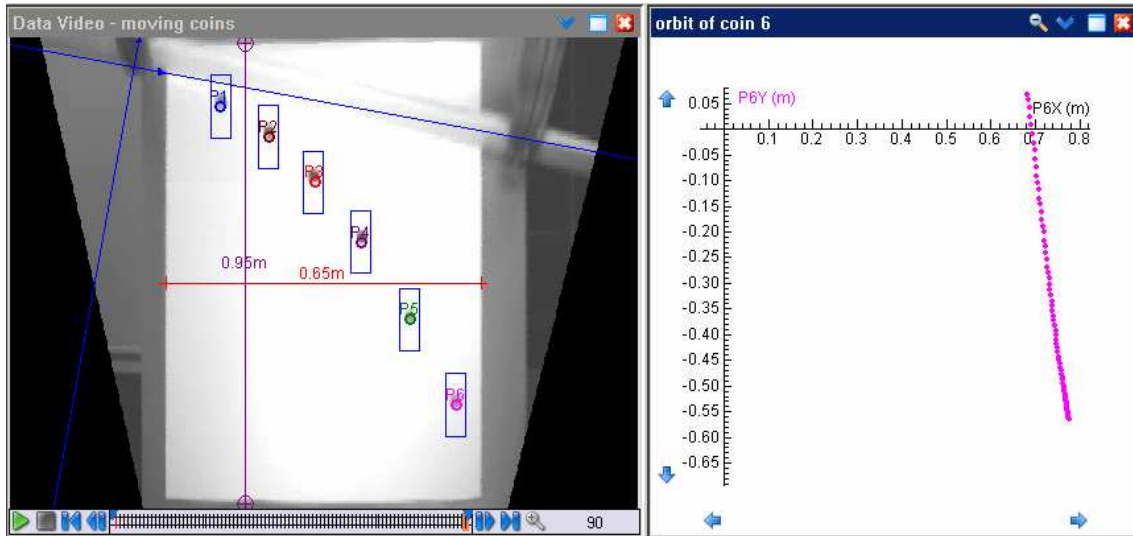 Data Video - moving coins
P1
P2
P3
P4
0.95m
0.65m
P5
P6
90
orbit of coin 6
P6Y (m)
P6X (m)
0.05
0.1 0.2 0.3 0.4 0.5 0.6 0.7 0.8
-0.05
-0.10
-0.15
-0.20
-0.25
-0.30
-0.35
-0.40
-0.45
-0.50
-0.55
-0.60
-0.65